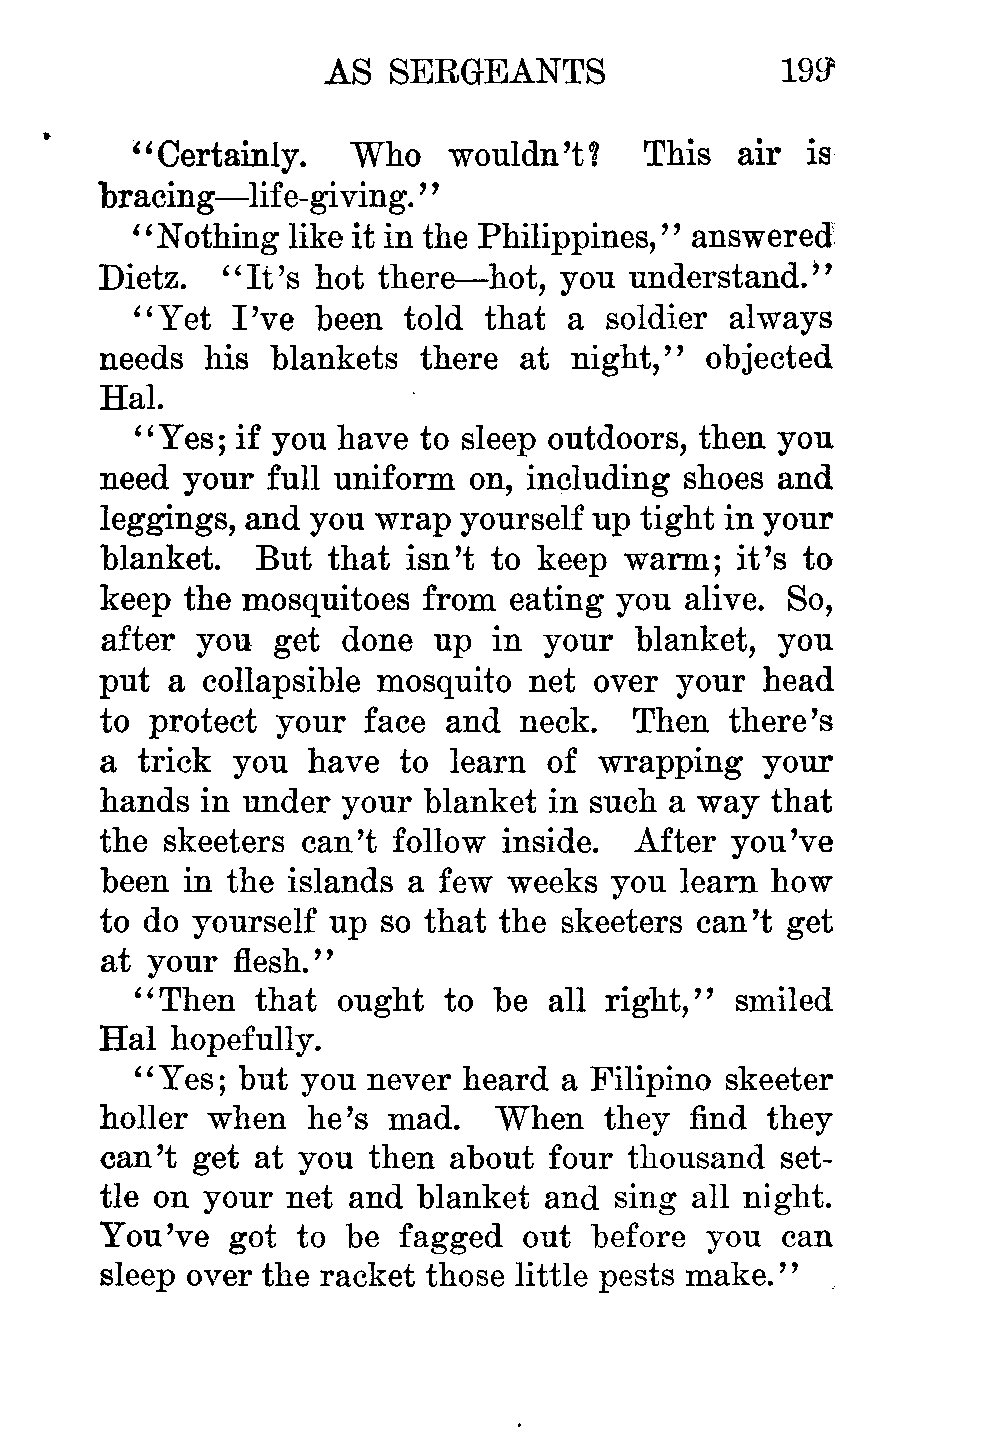 AS SERGEANTS 199
"Certainly. Who wouldn't? This air is
bracing—life-giving."
"Nothing like it in the Philippines," answered
Dietz. "It's hot there—hot, you understand."
"Yet I've been told that a soldier always
needs his blankets there at night," objected
Hal.
"Yes; if you have to sleep outdoors, then you
need your full uniform on, including shoes and
leggings, and you wrap yourself up tight in your
blanket. But that isn't to keep warm; it's to
keep the mosquitoes from eating you alive. So,
after you get done up in your blanket, you
put a collapsible mosquito net over your head
to protect your face and neck. Then there's
a trick you have to learn of wrapping your
hands in under your blanket in such a way that
the skeeters can't follow inside. After you've
been in the islands a few weeks you learn how
to do yourself up so that the skeeters can't get
at your flesh."
"Then that ought to be all right," smiled
Hal hopefully.
"Yes; but you never heard a Filipino skeeter
holler when he's mad. When they find they
can't get at you then about four thousand set-
tle on your net and blanket and sing all night.
You've got to be fagged out before you can
sleep over the racket those little pests make."